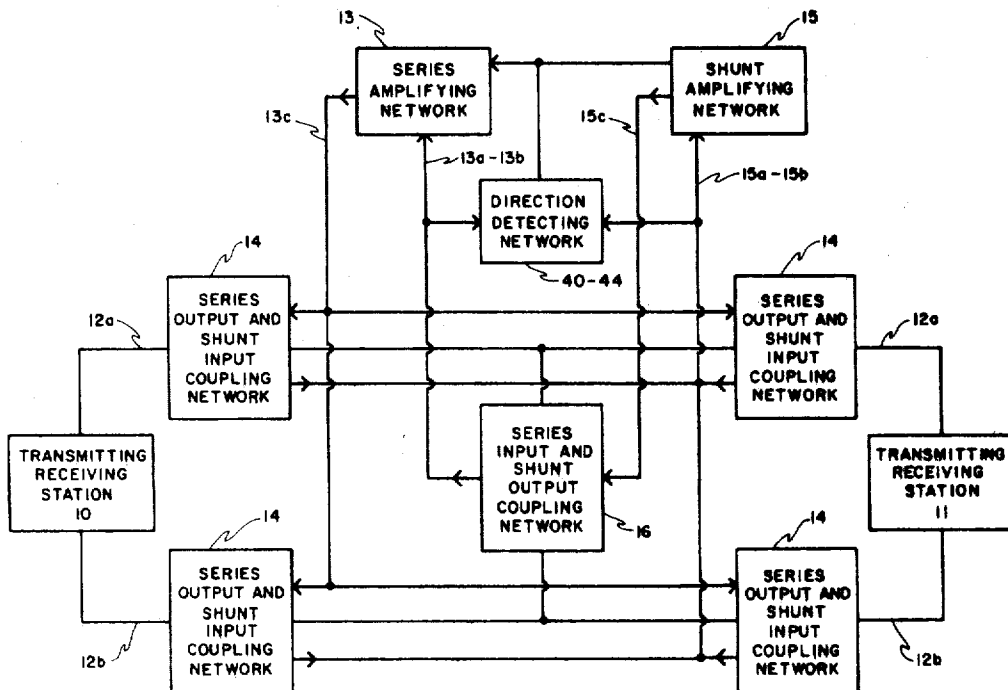 13
SERIES
AMPLIFYING
NETWORK
15
SHUNT
AMPLIFYING
NETWORK
13c
15c
13a-13b
15a-15b
DIRECTION
DETECTING
NETWORK
40-44
14
SERIES
OUTPUT AND
SHUNT
INPUT
COUPLING
NETWORK
12a
14
SERIES
OUTPUT AND
SHUNT
INPUT
COUPLING
NETWORK
12a
TRANSMITTING
RECEIVING
STATION
10
SERIES
INPUT AND
SHUNT
OUTPUT
COUPLING
NETWORK
16
TRANSMITTING
RECEIVING
STATION
11
14
SERIES
OUTPUT AND
SHUNT
INPUT
COUPLING
NETWORK
12b
14
SERIES
OUTPUT AND
SHUNT
INPUT
COUPLING
NETWORK
12b